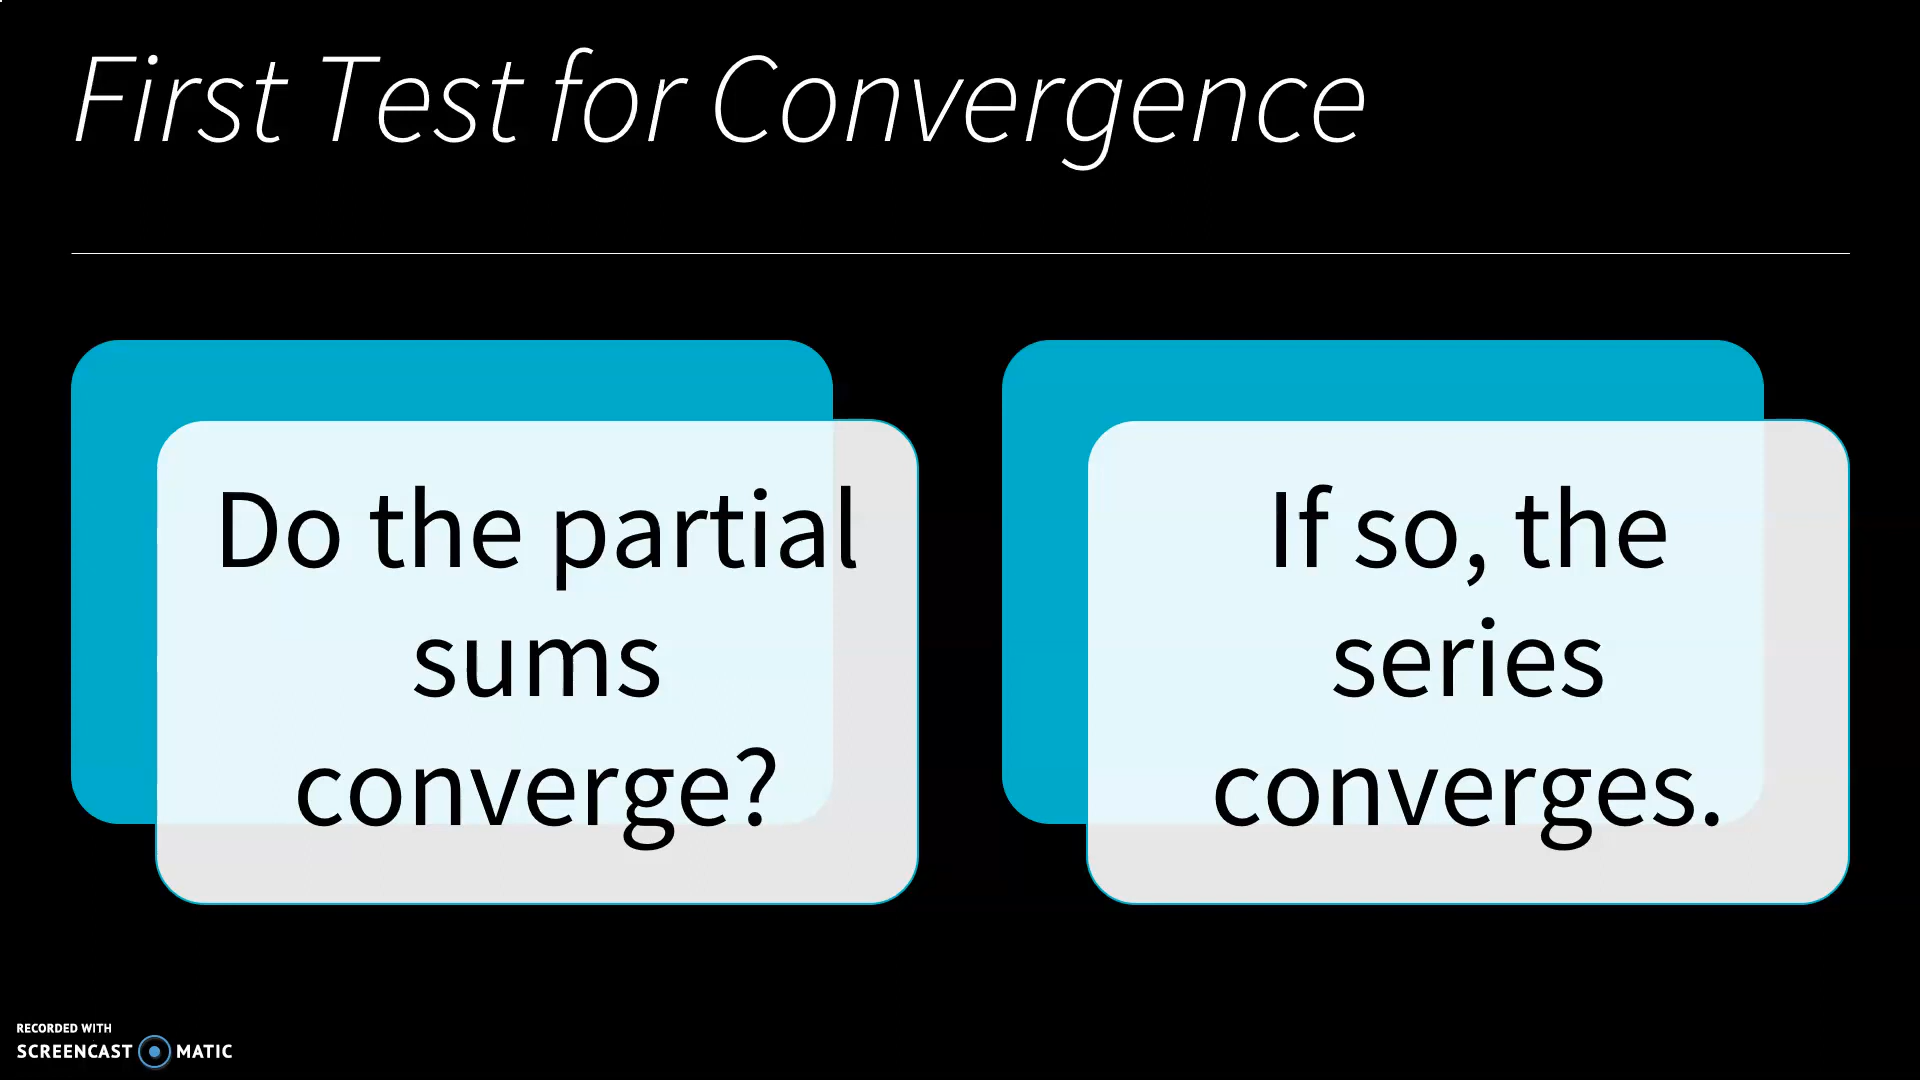 First Test for Convergence
Do the partial
sums
converge?
If so, the
series
converges.
RECORDED WITH
SCREENCAST MATIC